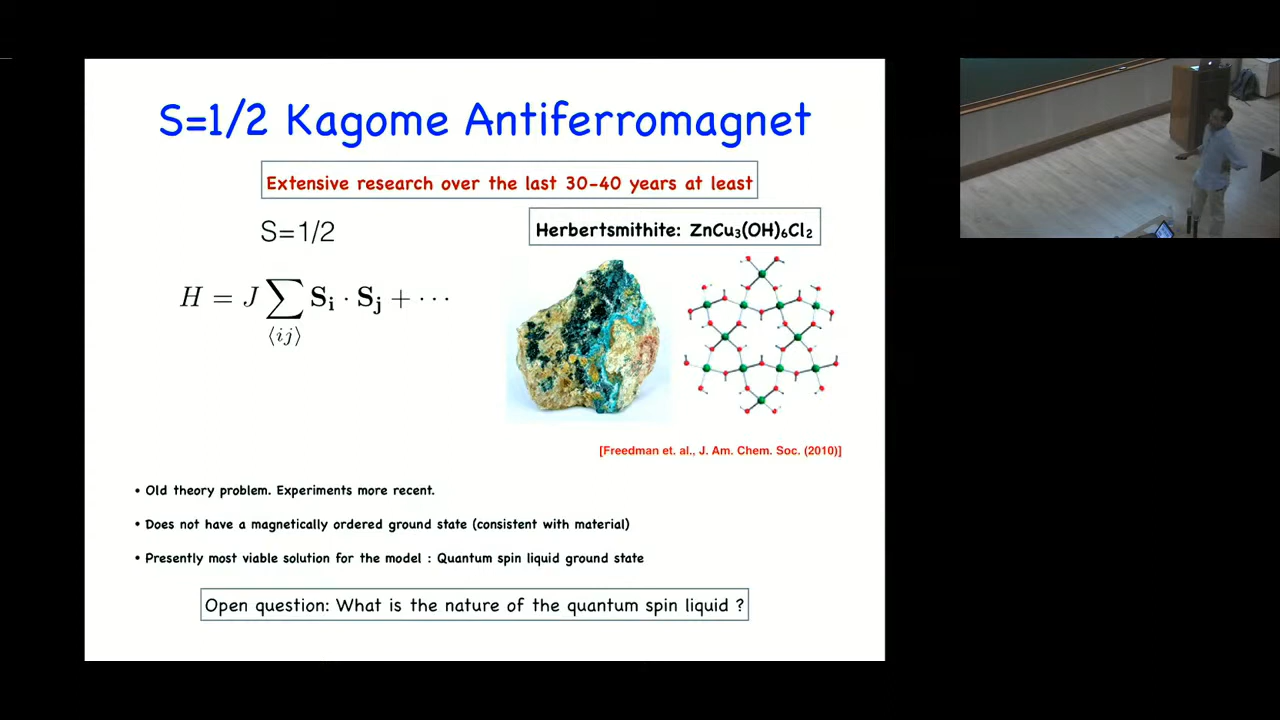 S=1/2 Kagome Antiferromagnet
Extensive research over the last 30-40 years at least
S=1/2
Herbertsmithite: ZnCu₃(OH)₆Cl₂
H = J ∑ Sᵢ · Sⱼ + ···
⟨ij⟩
[Freedman et. al., J. Am. Chem. Soc. (2010)]
• Old theory problem. Experiments more recent.
• Does not have a magnetically ordered ground state (consistent with material)
• Presently most viable solution for the model : Quantum spin liquid ground state
Open question: What is the nature of the quantum spin liquid ?